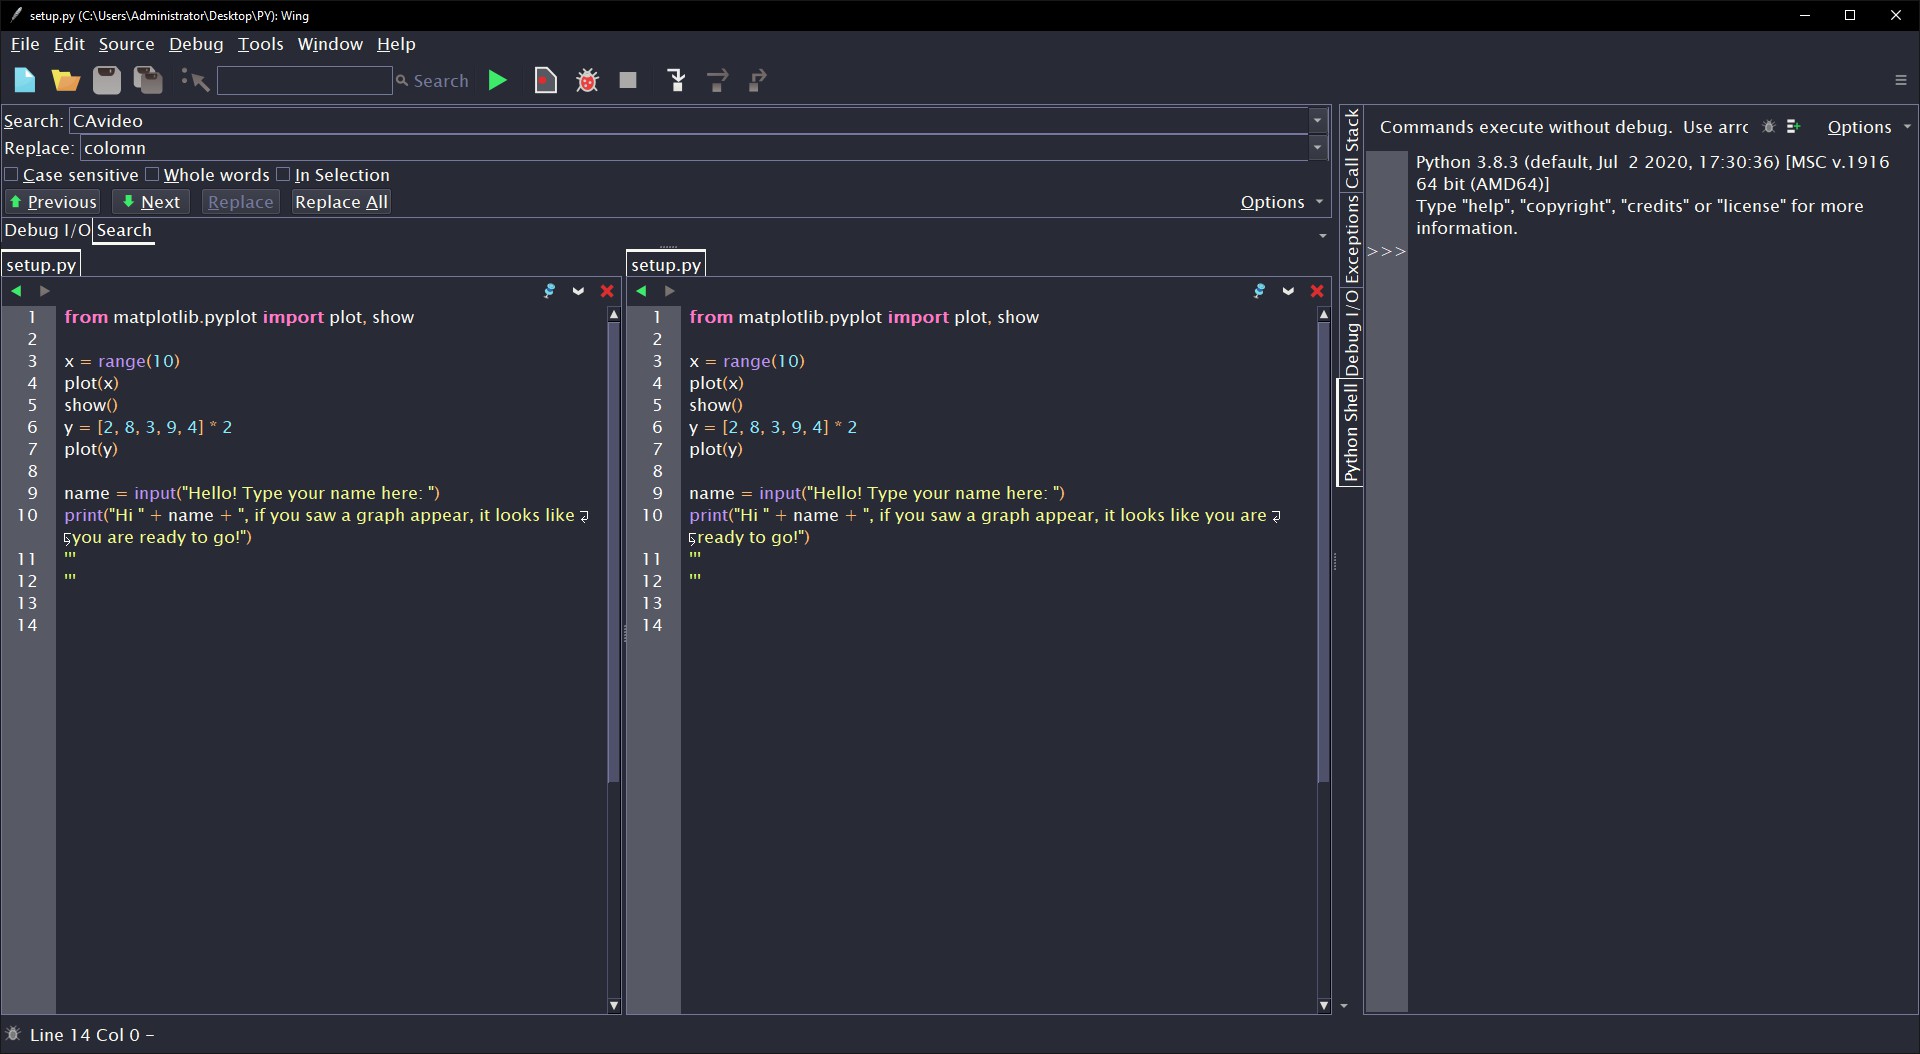 setup.py (C:\Users\Administrator\Desktop\PY): Wing
File Edit Source Debug Tools Window Help
Search
Search: CAvideo
Replace: colomn
Case sensitive Whole words In Selection
Previous Next Replace Replace All Options
Debug I/O Search
setup.py
1 from matplotlib.pyplot import plot, show
2
3 x = range(10)
4 plot(x)
5 show()
6 y = [2, 8, 3, 9, 4] * 2
7 plot(y)
8
9 name = input("Hello! Type your name here: ")
10 print("Hi " + name + ", if you saw a graph appear, it looks like
you are ready to go!")
11 '''
12 '''
13
14
setup.py
1 from matplotlib.pyplot import plot, show
2
3 x = range(10)
4 plot(x)
5 show()
6 y = [2, 8, 3, 9, 4] * 2
7 plot(y)
8
9 name = input("Hello! Type your name here: ")
10 print("Hi " + name + ", if you saw a graph appear, it looks like you are
ready to go!")
11 '''
12 '''
13
14
Call Stack
Exceptions
Debug I/O
Python Shell
Commands execute without debug. Use arrc Options
Python 3.8.3 (default, Jul  2 2020, 17:30:36) [MSC v.1916
64 bit (AMD64)]
Type "help", "copyright", "credits" or "license" for more
information.
>>>
Line 14 Col 0 -